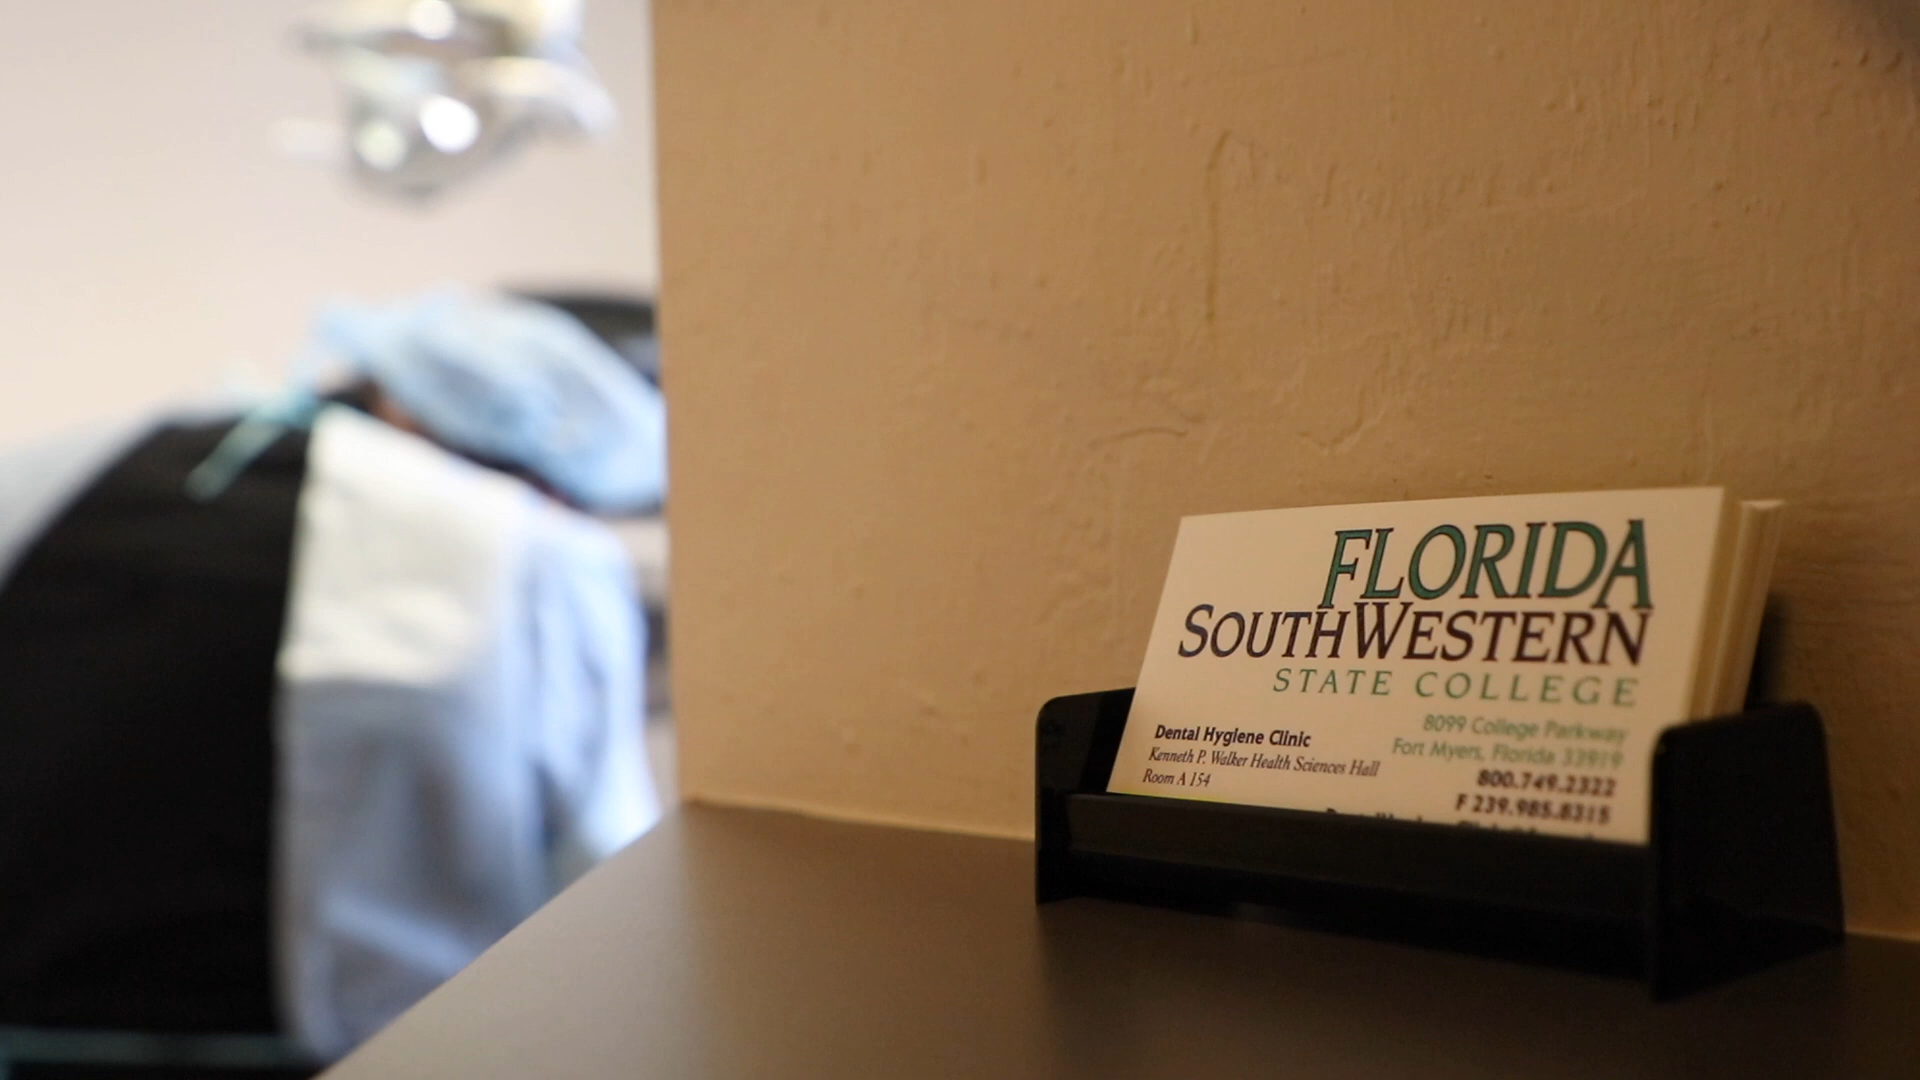 FLORIDA
SOUTHWESTERN
STATE COLLEGE
8099 College Parkway
Fort Myers, Florida 33919
800.749.2322
F 239.985.8315
Dental Hygiene Clinic
Kenneth P. Walker Health Sciences Hall
Room A 154